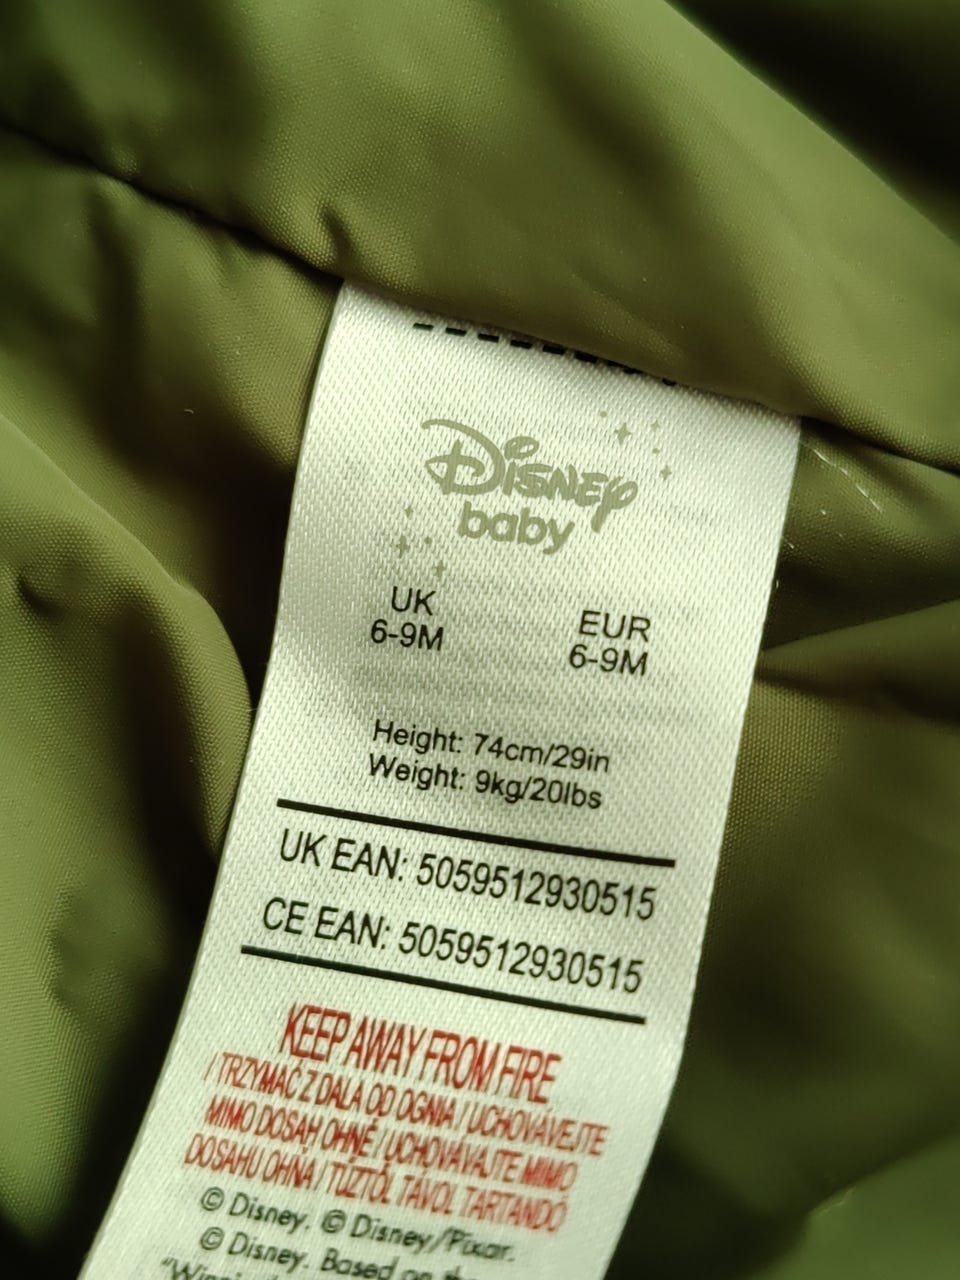 Disney
baby
UK EUR
6-9M 6-9M
Height: 74cm/29in
Weight: 9kg/20lbs
UK EAN: 5059512930515
CE EAN: 5059512930515
KEEP AWAY FROM FIRE
/ TRZYMAĆ Z DALA OD OGNIA / UCHOVÁVEJTE
MIMO DOSAH OHNĚ / UCHOVÁVAJTE MIMO
DOSAHU OHŇA / TŰZTŐL TÁVOL TARTANDÓ
© Disney. © Disney/Pixar.
© Disney. Based on the